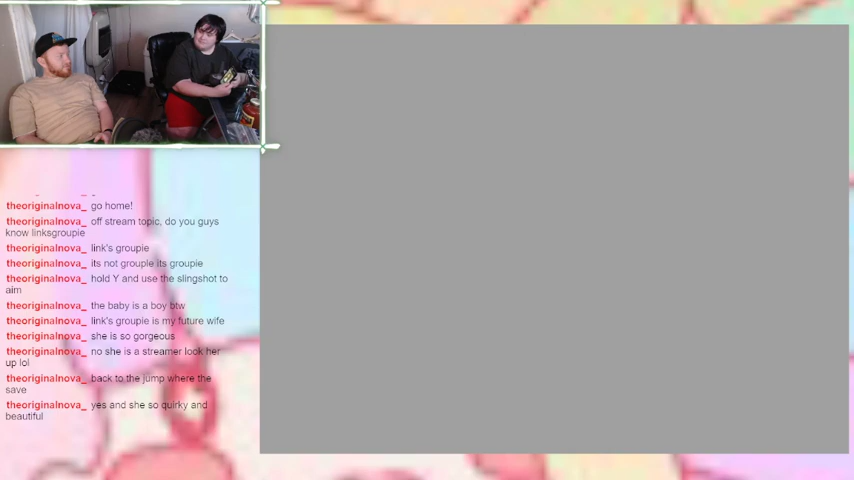 theoriginalnova_ go home!
theoriginalnova_ off stream topic, do you guys
know linksgroupie
theoriginalnova_ link's groupie
theoriginalnova_ its not grouple its groupie
theoriginalnova_ hold Y and use the slingshot to
aim
theoriginalnova_ the baby is a boy btw
theoriginalnova_ link's groupie is my future wife
theoriginalnova_ she is so gorgeous
theoriginalnova_ no she is a streamer look her
up lol
theoriginalnova_ back to the jump where the
save
theoriginalnova_ yes and she so quirky and
beautiful